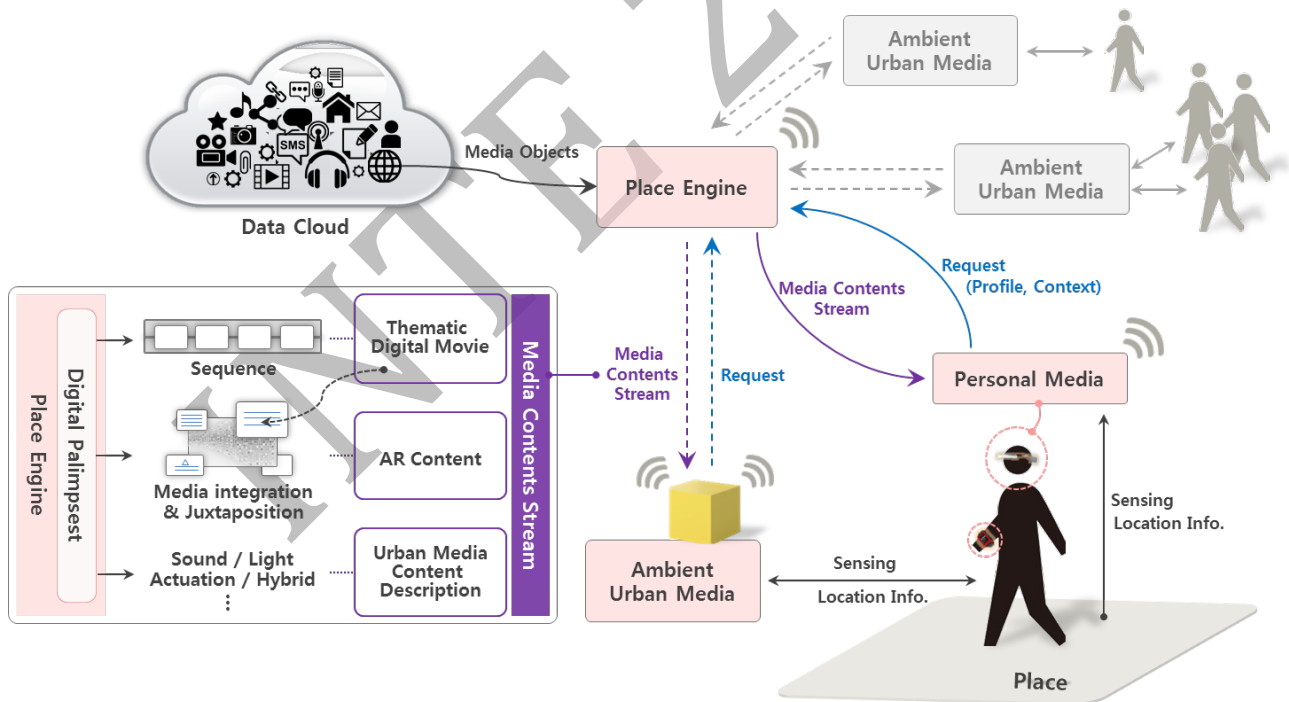 Ambient
Urban Media
SMS
Media Objects
Place Engine
Ambient
Urban Media
Data Cloud
Request
(Profile, Context)
Media Contents
Stream
Thematic
Digital Movie
Sequence
Media
Contents
Stream
Request
Personal Media
Place Engine
Digital Palimpsest
Media Contents Stream
AR Content
Media integration
& Juxtaposition
Sensing
Location Info.
Sound / Light
Actuation / Hybrid
Urban Media
Content
Description
Ambient
Urban Media
Sensing
Location Info.
Place
INTE 2